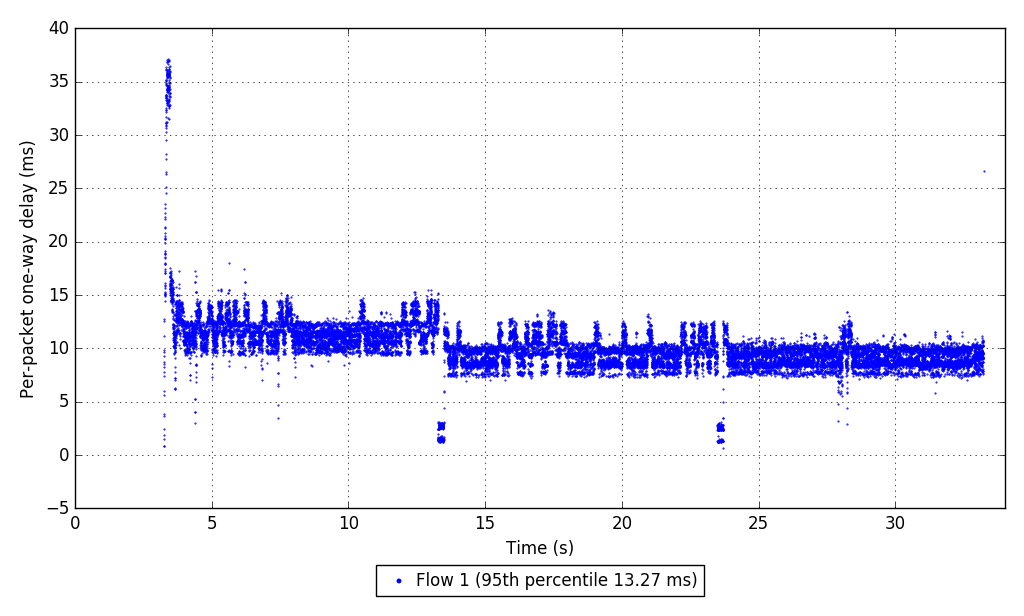 40
35
30
25
20
15
10
5
0
−5
Per-packet one-way delay (ms)
0 5 10 15 20 25 30
Time (s)
Flow 1 (95th percentile 13.27 ms)